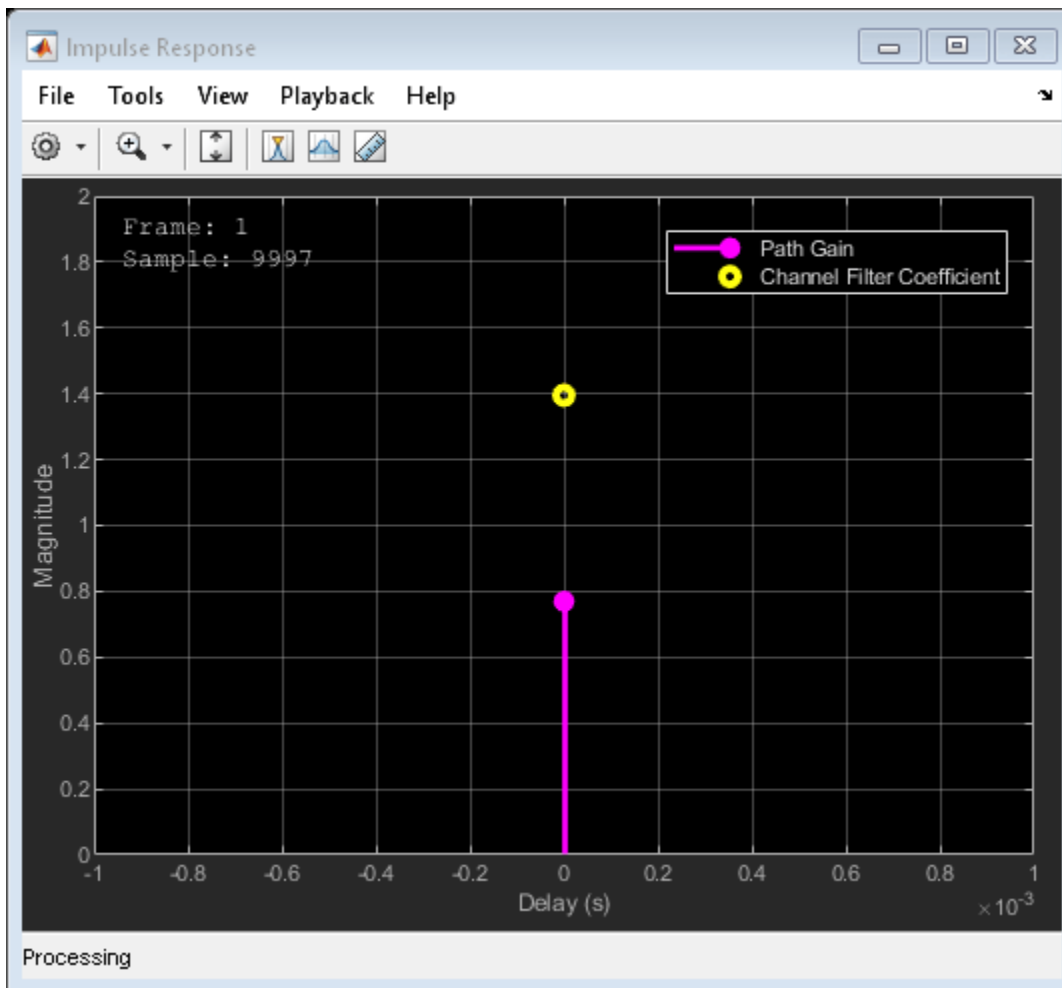 Impulse Response
File Tools View Playback Help
Frame: 1
Sample: 9997
Path Gain
Channel Filter Coefficient
2
1.8
1.6
1.4
1.2
1
0.8
0.6
0.4
0.2
0
Magnitude
-1 -0.8 -0.6 -0.4 -0.2 0 0.2 0.4 0.6 0.8 1
Delay (s)
×10⁻³
Processing